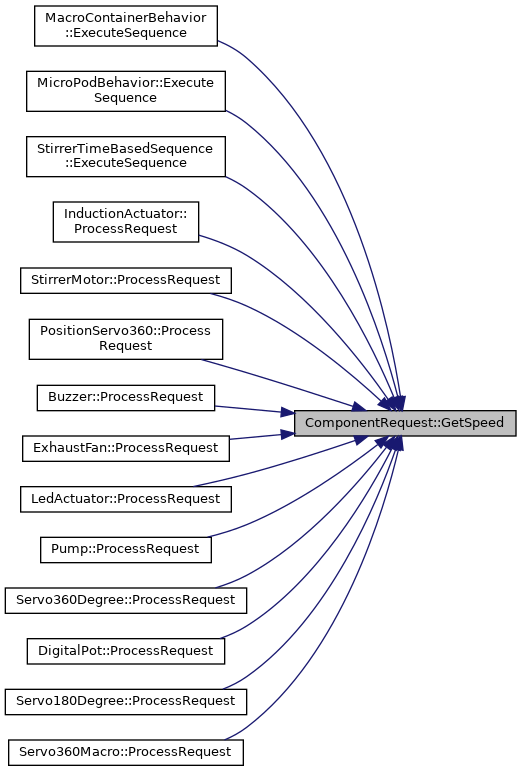 MacroContainerBehavior
::ExecuteSequence
MicroPodBehavior::Execute
Sequence
StirrerTimeBasedSequence
::ExecuteSequence
InductionActuator::
ProcessRequest
StirrerMotor::ProcessRequest
PositionServo360::Process
Request
Buzzer::ProcessRequest
ComponentRequest::GetSpeed
ExhaustFan::ProcessRequest
LedActuator::ProcessRequest
Pump::ProcessRequest
Servo360Degree::ProcessRequest
DigitalPot::ProcessRequest
Servo180Degree::ProcessRequest
Servo360Macro::ProcessRequest